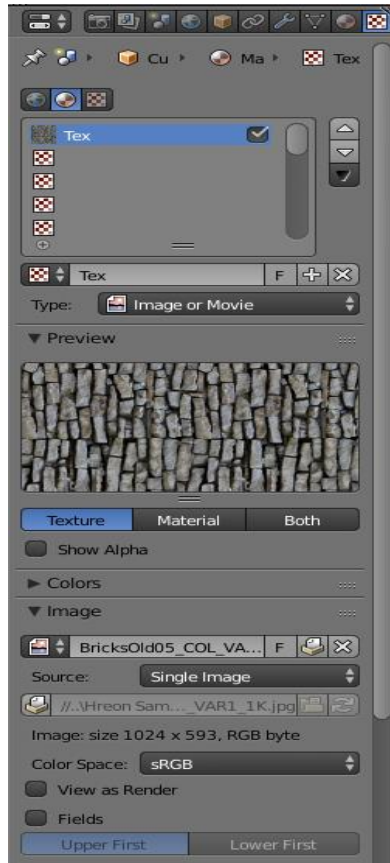 Cu Ma Tex
Tex
Tex F
Type: Image or Movie
Preview
Texture Material Both
Show Alpha
Colors
Image
BricksOld05_COL_VA... F
Source: Single Image
//..\Hreon Sam..._VAR1_1K.jpg
Image: size 1024 x 593, RGB byte
Color Space: sRGB
View as Render
Fields
Upper First Lower First